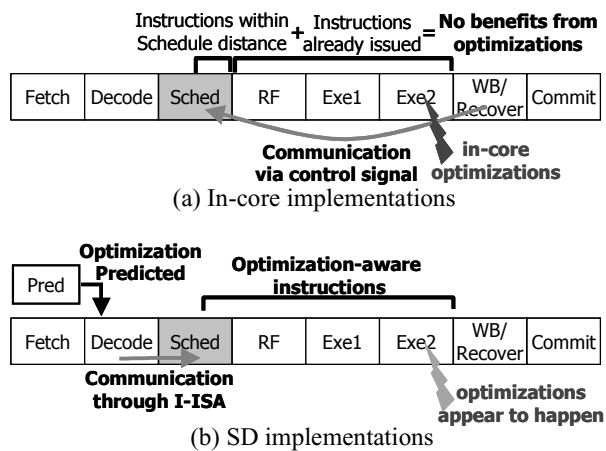 Instructions within + Instructions = No benefits from
Schedule distance already issued optimizations
Fetch Decode Sched RF Exe1 Exe2 WB/ Recover Commit
Communication
via control signal
in-core
optimizations
(a) In-core implementations
Optimization
Predicted
Pred
Optimization-aware
instructions
Fetch Decode Sched RF Exe1 Exe2 WB/ Recover Commit
Communication
through I-ISA
optimizations
appear to happen
(b) SD implementations